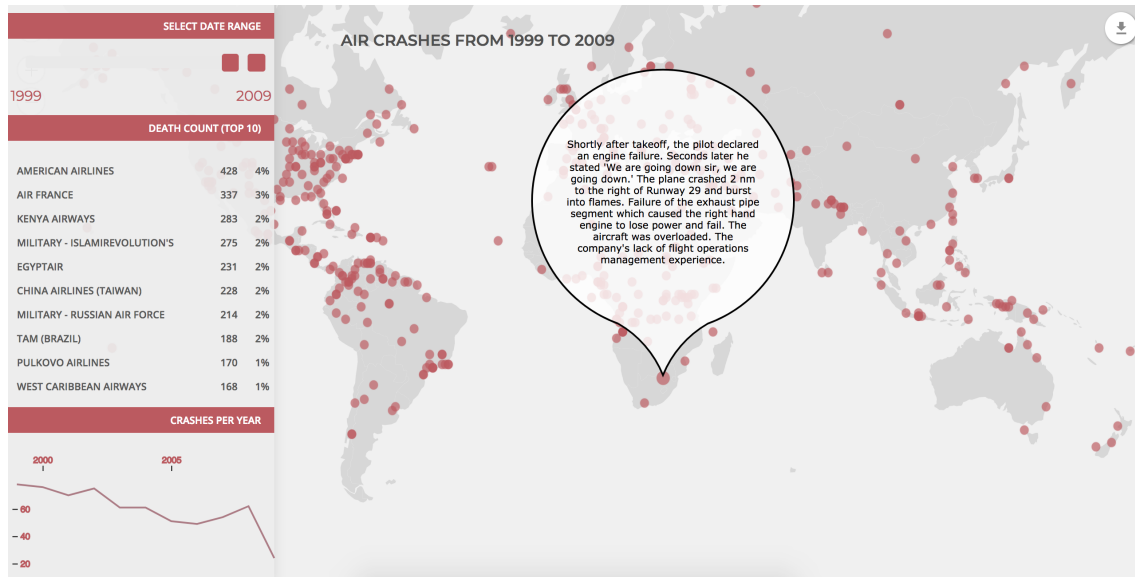 SELECT DATE RANGE
1999 2009
DEATH COUNT (TOP 10)
AMERICAN AIRLINES 428 4%
AIR FRANCE 337 3%
KENYA AIRWAYS 283 2%
MILITARY - ISLAMIREVOLUTION'S 275 2%
EGYPTAIR 231 2%
CHINA AIRLINES (TAIWAN) 228 2%
MILITARY - RUSSIAN AIR FORCE 214 2%
TAM (BRAZIL) 188 2%
PULKOVO AIRLINES 170 1%
WEST CARIBBEAN AIRWAYS 168 1%
CRASHES PER YEAR
2000 2005
60
40
20
AIR CRASHES FROM 1999 TO 2009
Shortly after takeoff, the pilot declared
an engine failure. Seconds later he
stated 'We are going down sir, we are
going down.' The plane crashed 2 nm
to the right of Runway 29 and burst
into flames. Failure of the exhaust pipe
segment which caused the right hand
engine to lose power and fail. The
aircraft was overloaded. The
company's lack of flight operations
management experience.